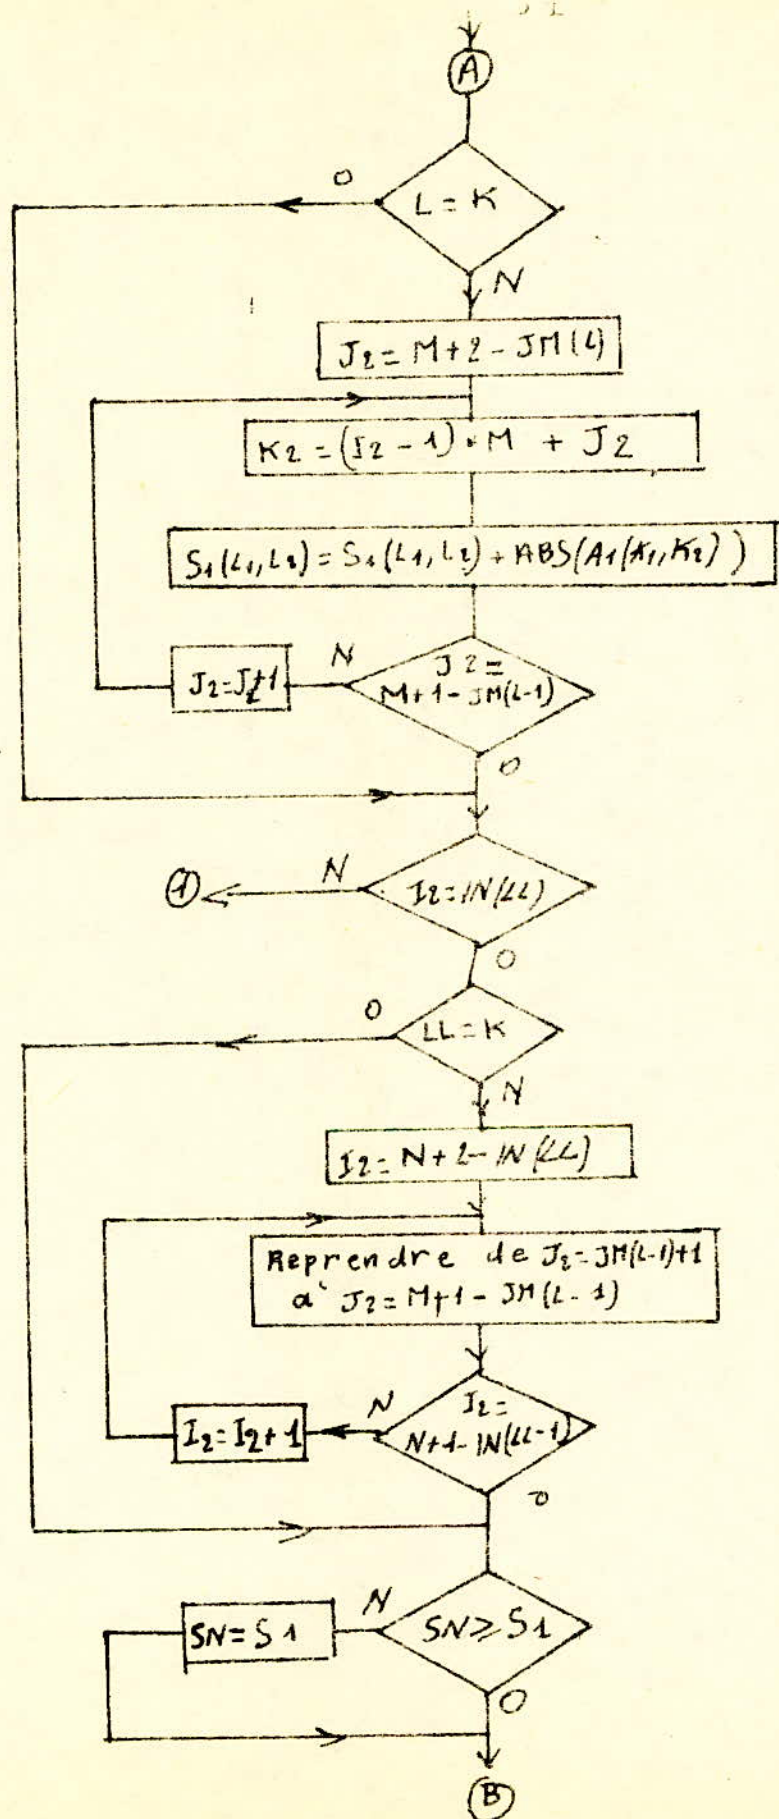 A
O
L = K
N
J2 = M+2 - JM(L)
K2 = (I2 - 1) * M + J2
S1(L1, L2) = S1(L1, L2) + ABS(A1(K1, K2))
J2=J2+1
N
J2 =
M+1 - JM(L-1)
O
1
N
I2 = IN(LL)
O
O
LL = K
N
I2 = N+2 - IN(LL)
Reprendre de J2 = JM(L-1)+1
à J2 = M+1 - JM(L-1)
I2 = I2 + 1
N
I2 =
N+1 - IN(LL-1)
O
SN = S1
N
SN ≥ S1
O
B